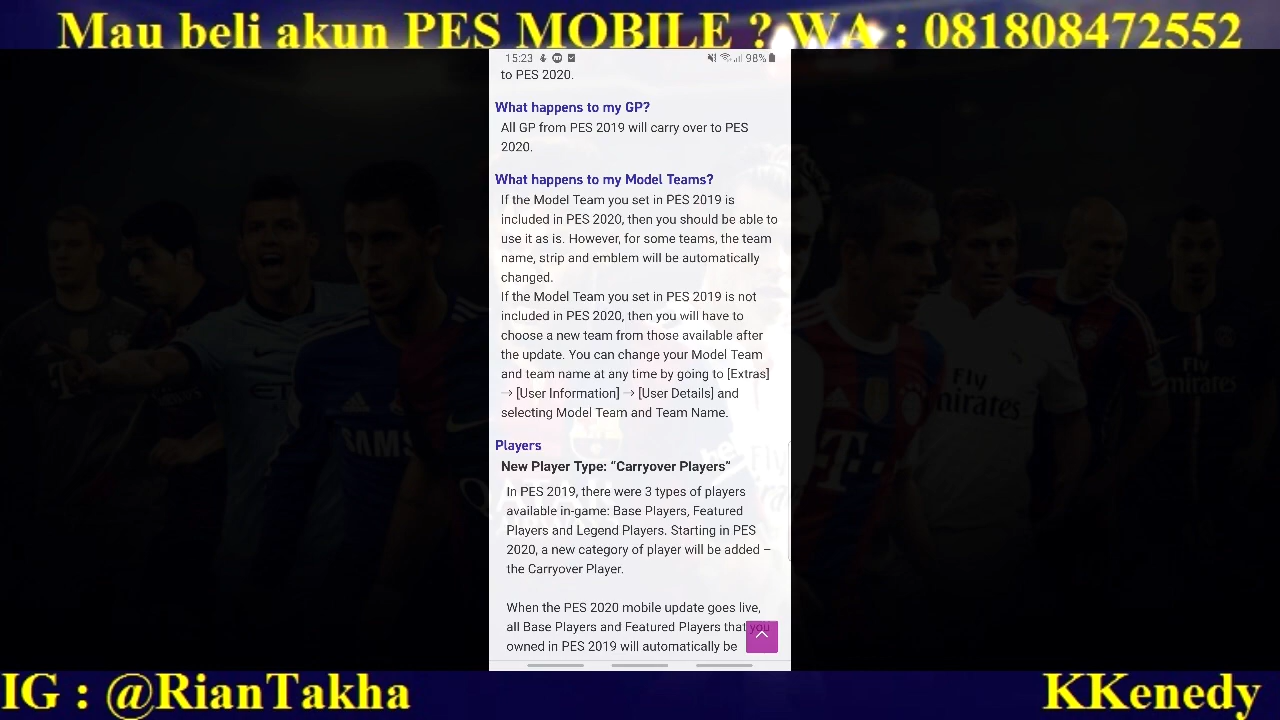 Mau beli akun PES MOBILE ? WA : 081808472552
15:23 98%
to PES 2020.
What happens to my GP?
All GP from PES 2019 will carry over to PES
2020.
What happens to my Model Teams?
If the Model Team you set in PES 2019 is
included in PES 2020, then you should be able to
use it as is. However, for some teams, the team
name, strip and emblem will be automatically
changed.
If the Model Team you set in PES 2019 is not
included in PES 2020, then you will have to
choose a new team from those available after
the update. You can change your Model Team
and team name at any time by going to [Extras]
→ [User Information] → [User Details] and
selecting Model Team and Team Name.
Players
New Player Type: “Carryover Players”
In PES 2019, there were 3 types of players
available in-game: Base Players, Featured
Players and Legend Players. Starting in PES
2020, a new category of player will be added –
the Carryover Player.
When the PES 2020 mobile update goes live,
all Base Players and Featured Players that you
owned in PES 2019 will automatically be
SAMS
Fly
Emirates
T
Fly
Emirates
IG : @RianTakha
KKenedy